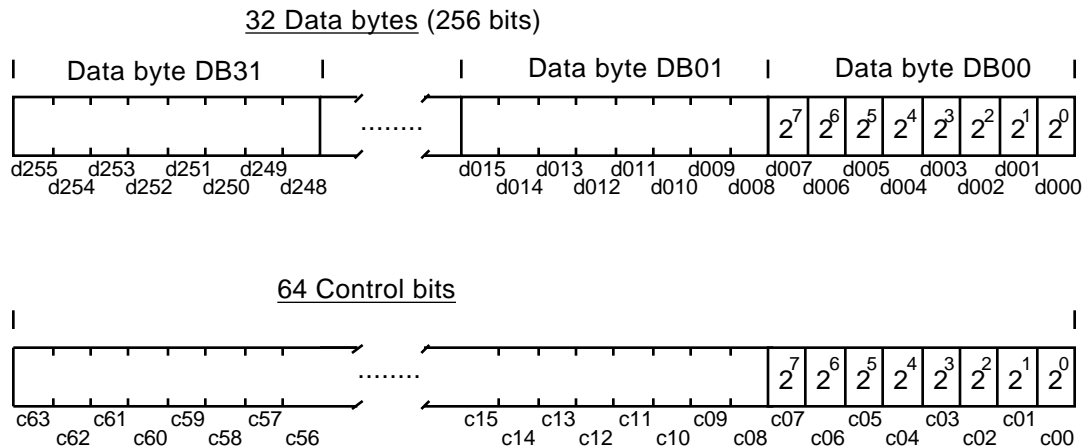 32 Data bytes (256 bits)
Data byte DB31 Data byte DB01 Data byte DB00
........ 2^7 2^6 2^5 2^4 2^3 2^2 2^1 2^0
d255 d253 d251 d249 d015 d013 d011 d009 d007 d005 d003 d001
d254 d252 d250 d248 d014 d012 d010 d008 d006 d004 d002 d000
64 Control bits
........ 2^7 2^6 2^5 2^4 2^3 2^2 2^1 2^0
c63 c61 c59 c57 c15 c13 c11 c09 c07 c05 c03 c01
c62 c60 c58 c56 c14 c12 c10 c08 c06 c04 c02 c00